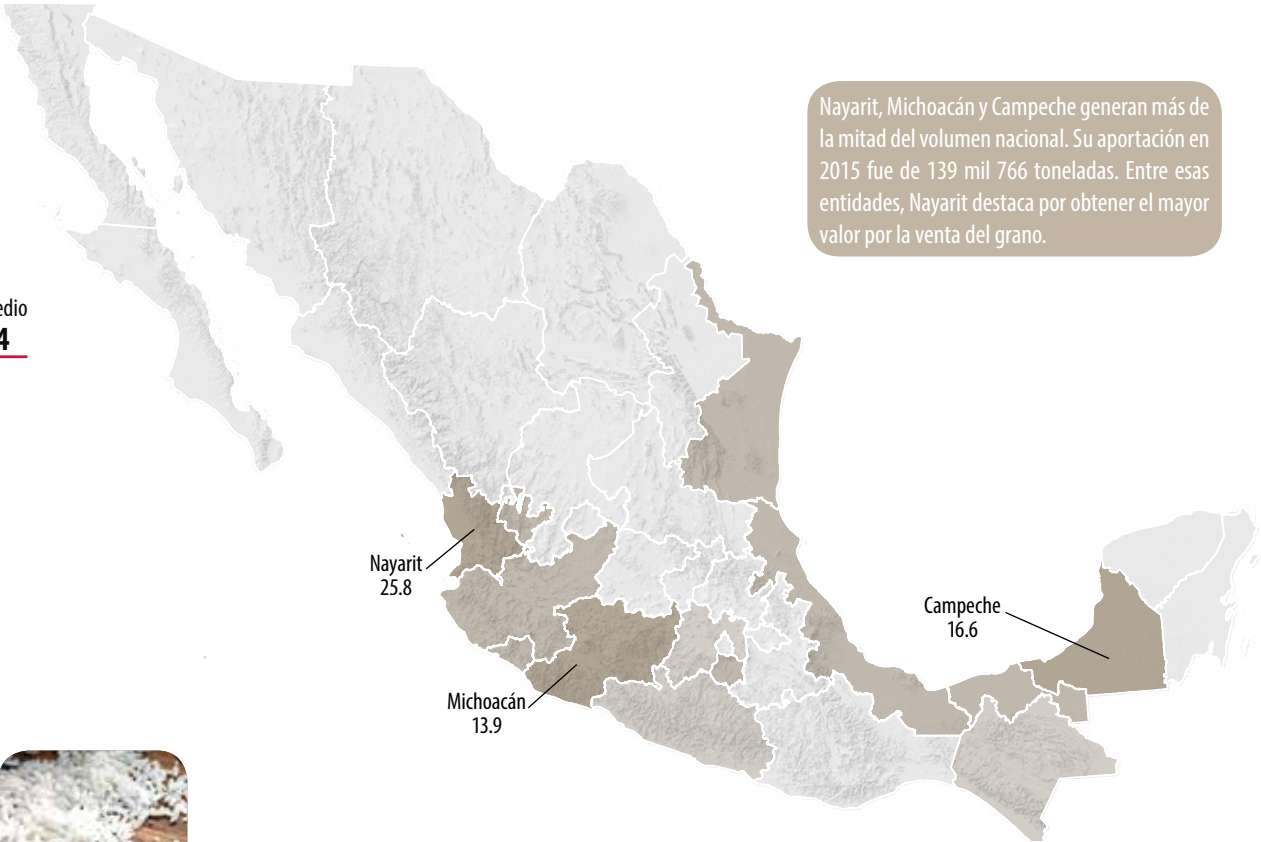 Nayarit, Michoacán y Campeche generan más de
la mitad del volumen nacional. Su aportación en
2015 fue de 139 mil 766 toneladas. Entre esas
entidades, Nayarit destaca por obtener el mayor
valor por la venta del grano.
edio
4
Nayarit
25.8
Campeche
16.6
Michoacán
13.9